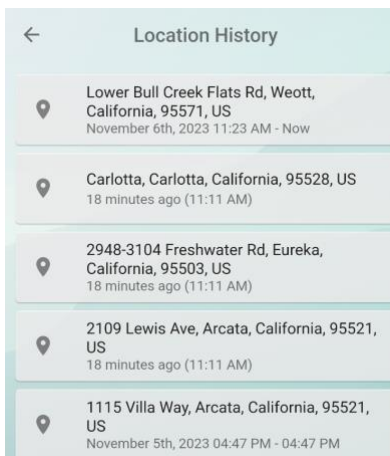 Location History
Lower Bull Creek Flats Rd, Weott,
California, 95571, US
November 6th, 2023 11:23 AM - Now
Carlotta, Carlotta, California, 95528, US
18 minutes ago (11:11 AM)
2948-3104 Freshwater Rd, Eureka,
California, 95503, US
18 minutes ago (11:11 AM)
2109 Lewis Ave, Arcata, California, 95521,
US
18 minutes ago (11:11 AM)
1115 Villa Way, Arcata, California, 95521,
US
November 5th, 2023 04:47 PM - 04:47 PM